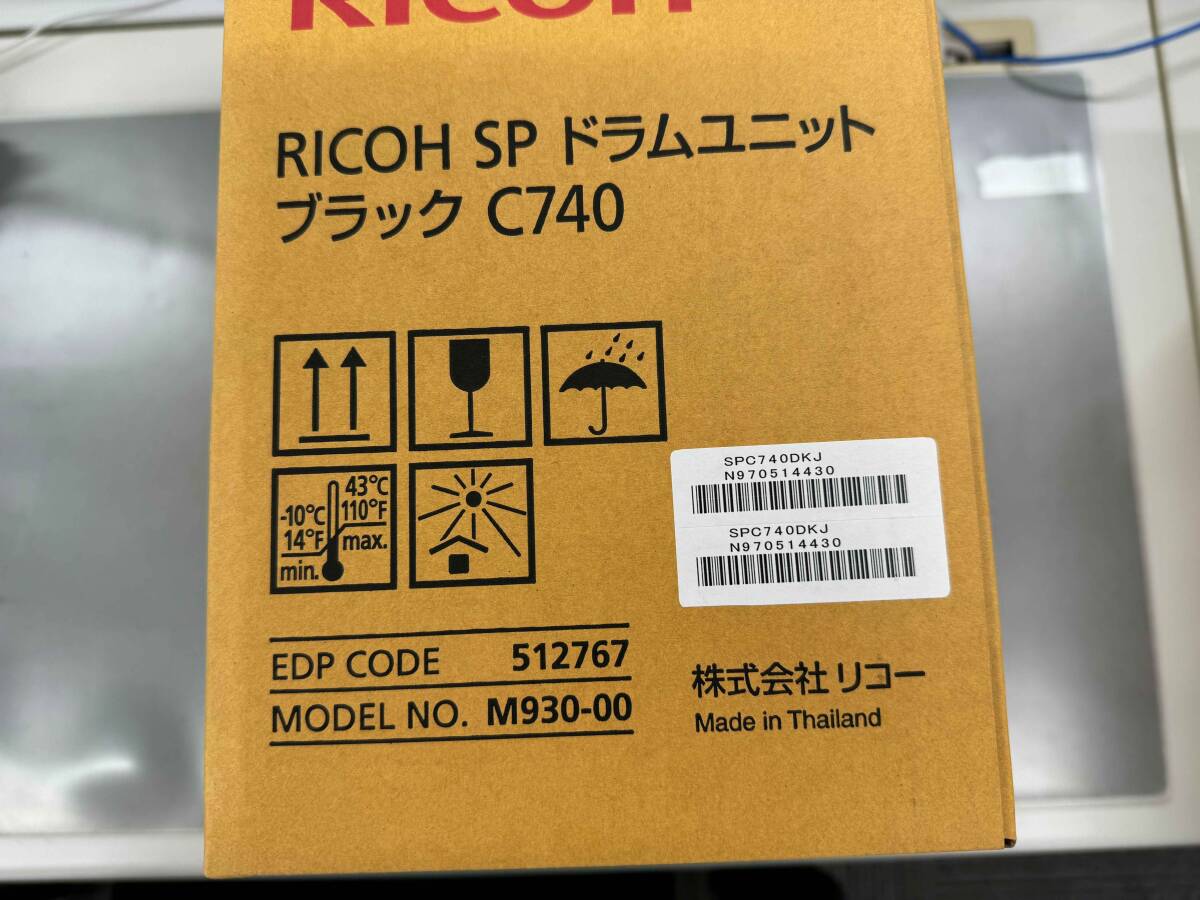 RICOH
RICOH SP ドラムユニット
ブラック C740
-10°C
14°F
min.
43°C
110°F
max.
SPC740DKJ
N970514430
SPC740DKJ
N970514430
EDP CODE 512767
MODEL NO. M930-00
株式会社 リコー
Made in Thailand